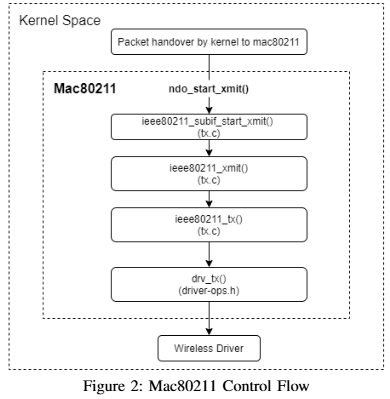 Kernel Space
Packet handover by kernel to mac80211
Mac80211
ndo_start_xmit()
ieee80211_subif_start_xmit()
(tx.c)
ieee80211_xmit()
(tx.c)
ieee80211_tx()
(tx.c)
drv_tx()
(driver-ops.h)
Wireless Driver
Figure 2: Mac80211 Control Flow